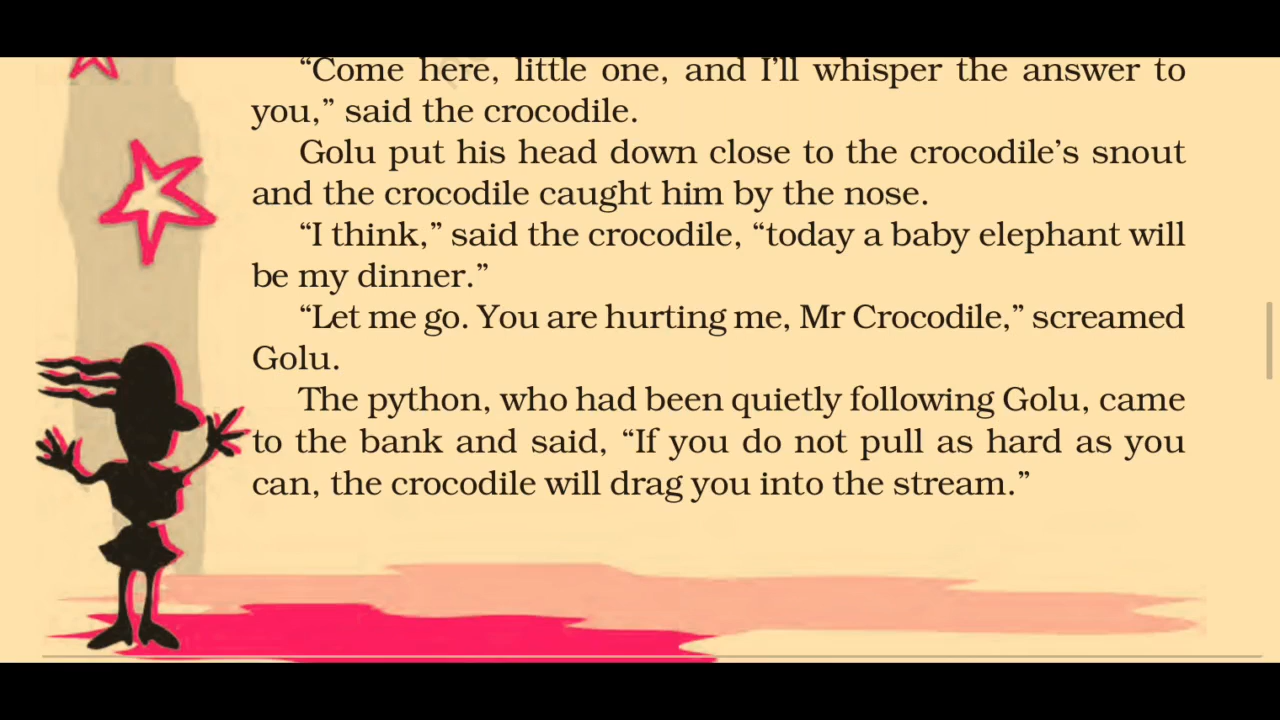 “Come here, little one, and I’ll whisper the answer to
you,” said the crocodile.
Golu put his head down close to the crocodile’s snout
and the crocodile caught him by the nose.
“I think,” said the crocodile, “today a baby elephant will
be my dinner.”
“Let me go. You are hurting me, Mr Crocodile,” screamed
Golu.
The python, who had been quietly following Golu, came
to the bank and said, “If you do not pull as hard as you
can, the crocodile will drag you into the stream.”